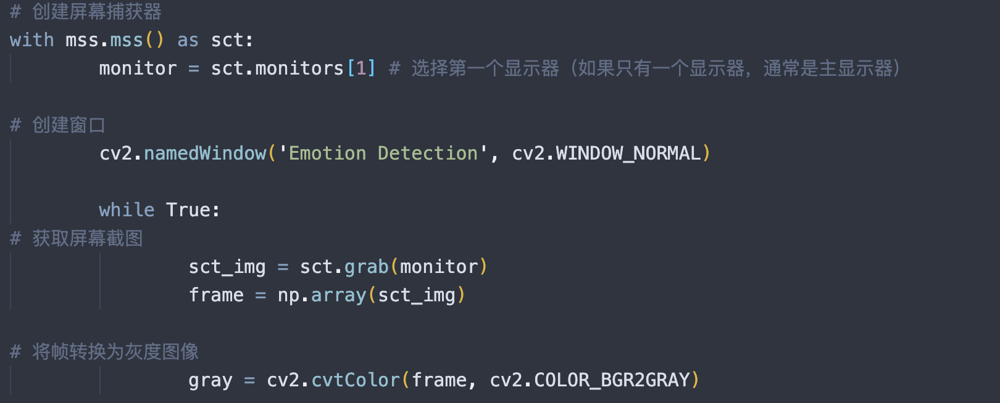 # 创建屏幕捕获器
with mss.mss() as sct:
        monitor = sct.monitors[1] # 选择第一个显示器（如果只有一个显示器，通常是主显示器）

# 创建窗口
        cv2.namedWindow('Emotion Detection', cv2.WINDOW_NORMAL)

        while True:
# 获取屏幕截图
                sct_img = sct.grab(monitor)
                frame = np.array(sct_img)

# 将帧转换为灰度图像
                gray = cv2.cvtColor(frame, cv2.COLOR_BGR2GRAY)